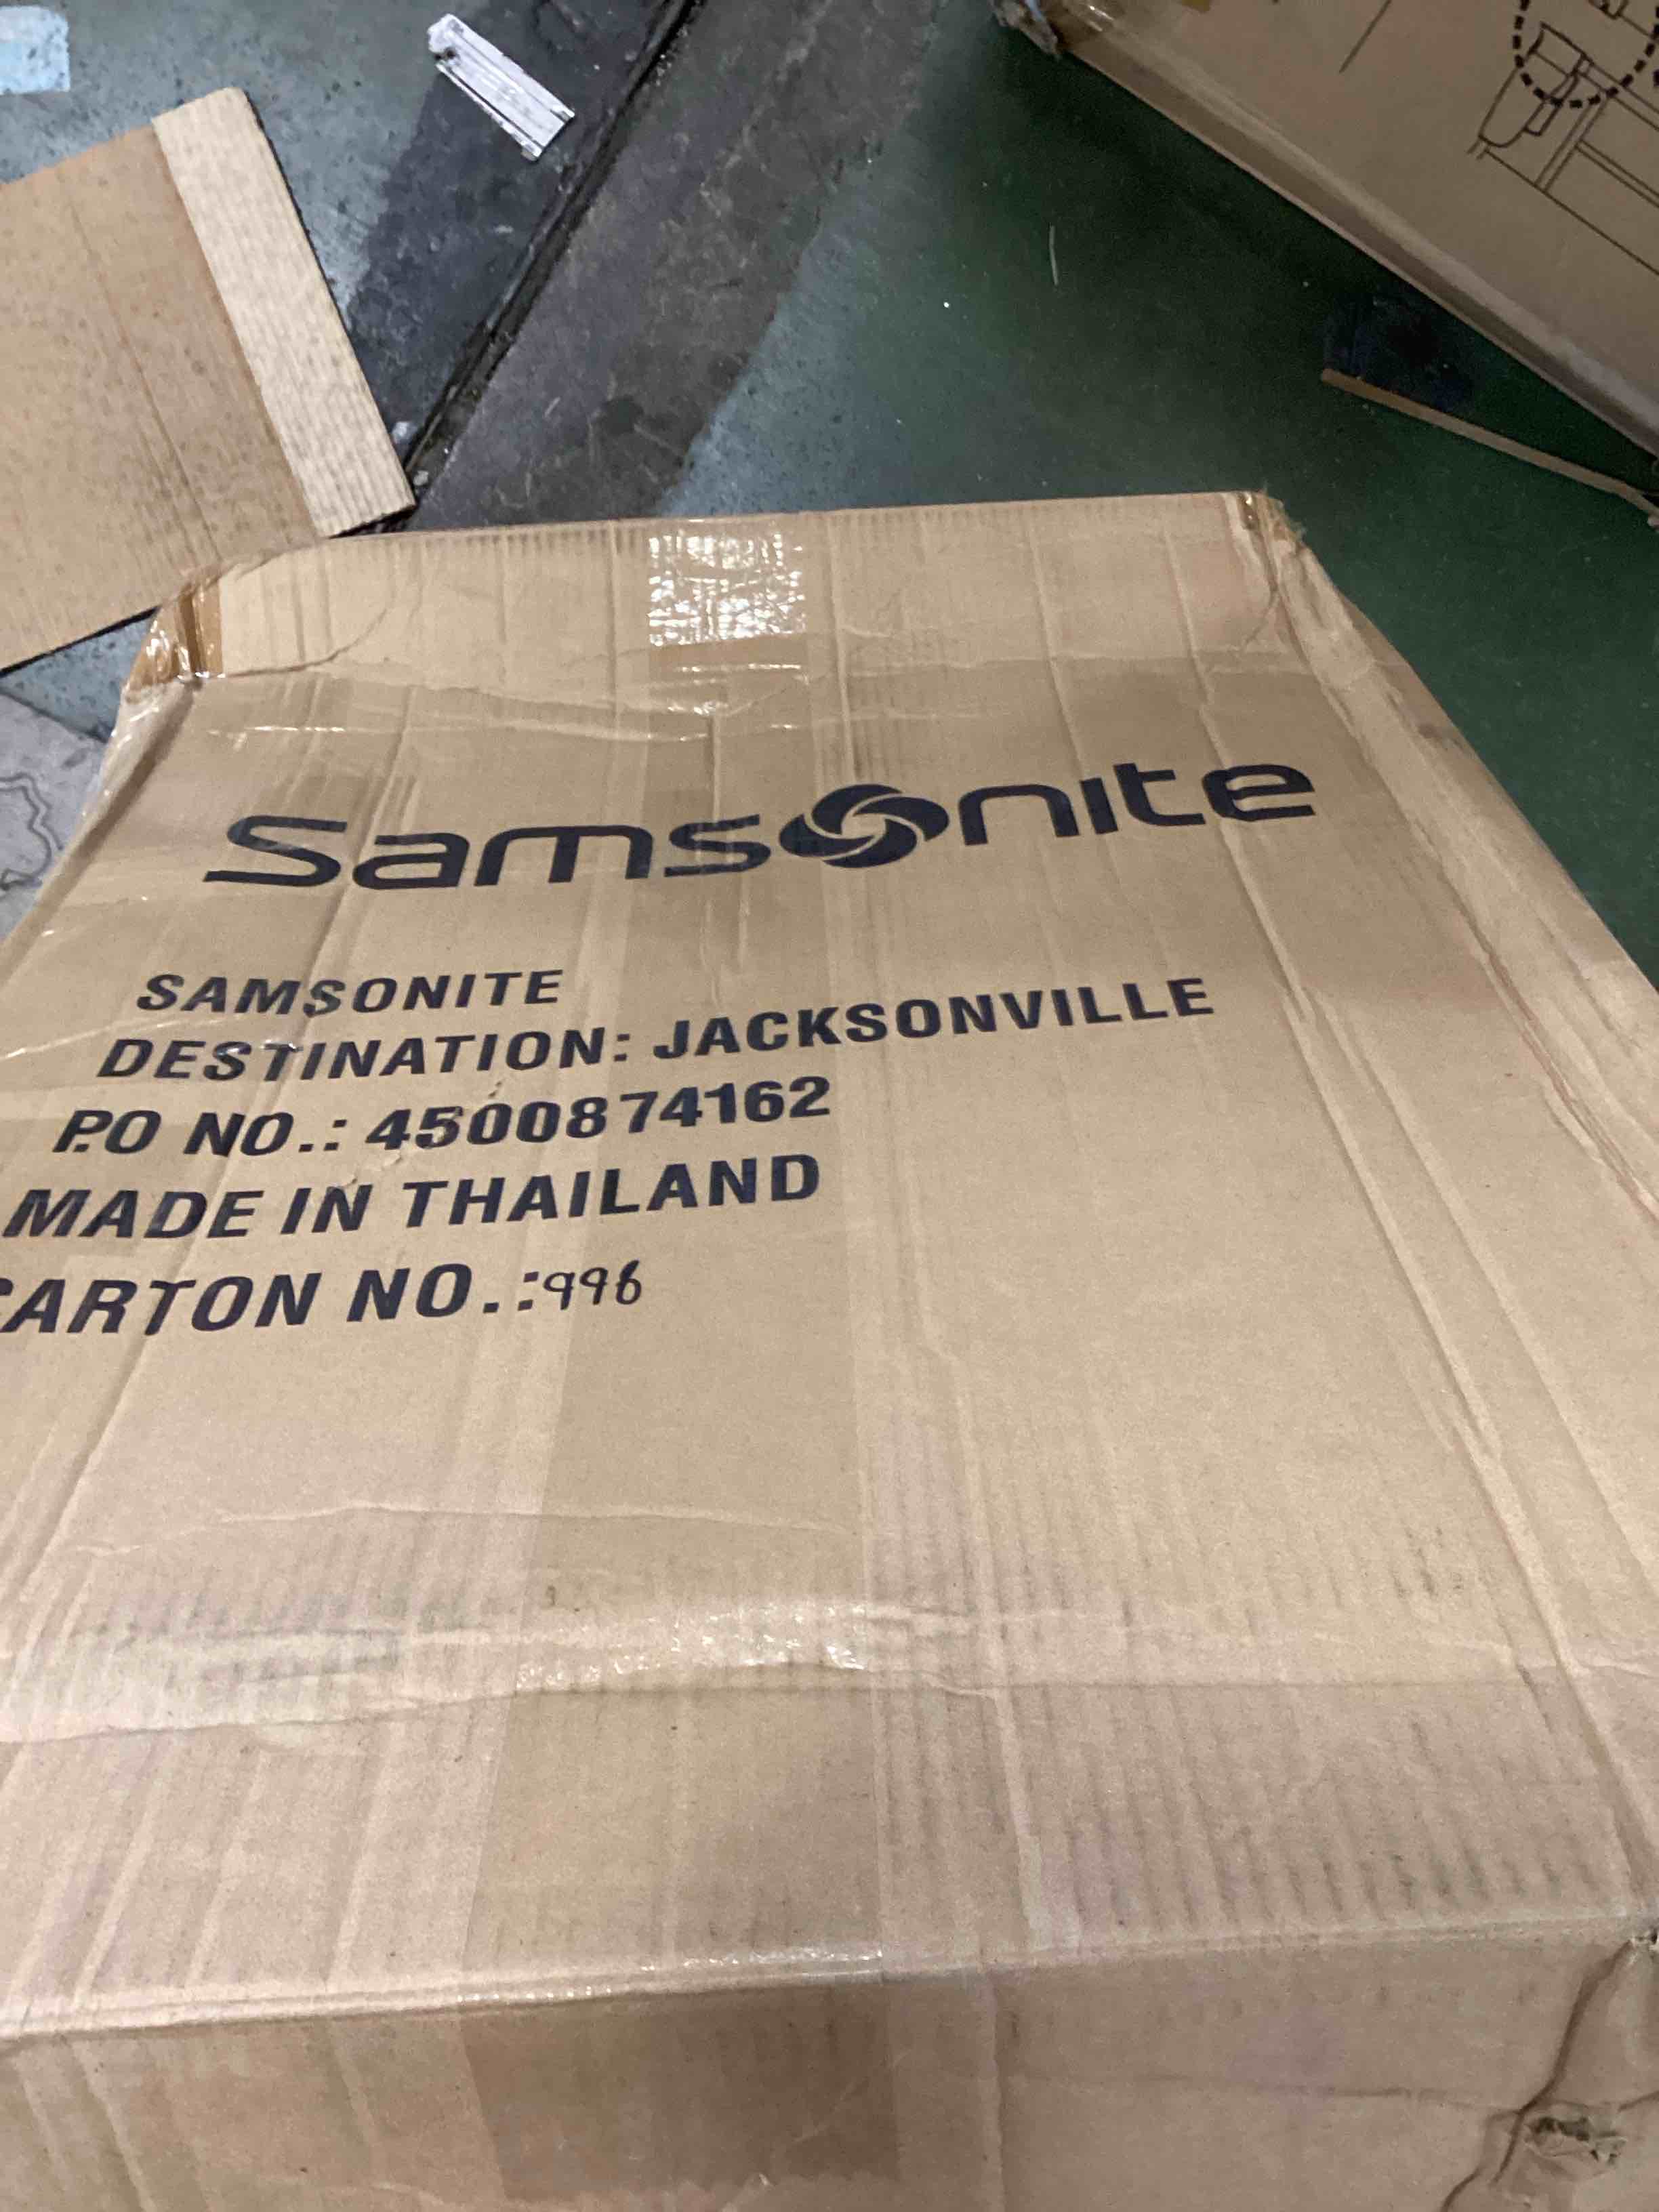 Samsonite
SAMSONITE
DESTINATION: JACKSONVILLE
P.O NO.: 4500874162
MADE IN THAILAND
CARTON NO.:996